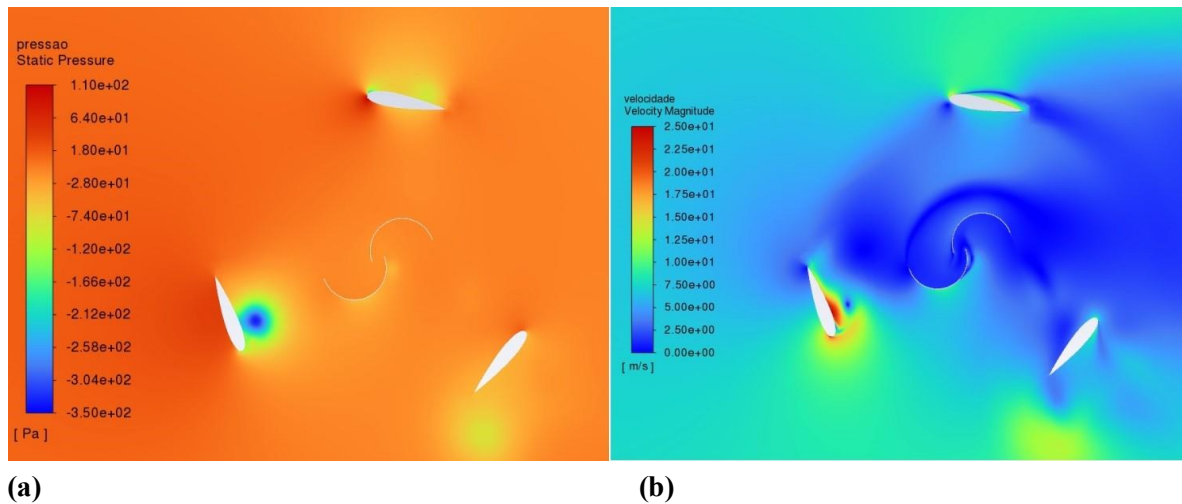 pressao
Static Pressure
1.10e+02
6.40e+01
1.80e+01
-2.80e+01
-7.40e+01
-1.20e+02
-1.66e+02
-2.12e+02
-2.58e+02
-3.04e+02
-3.50e+02
[ Pa ]
velocidade
Velocity Magnitude
2.50e+01
2.25e+01
2.00e+01
1.75e+01
1.50e+01
1.25e+01
1.00e+01
7.50e+00
5.00e+00
2.50e+00
0.00e+00
[ m/s ]
(a)
(b)